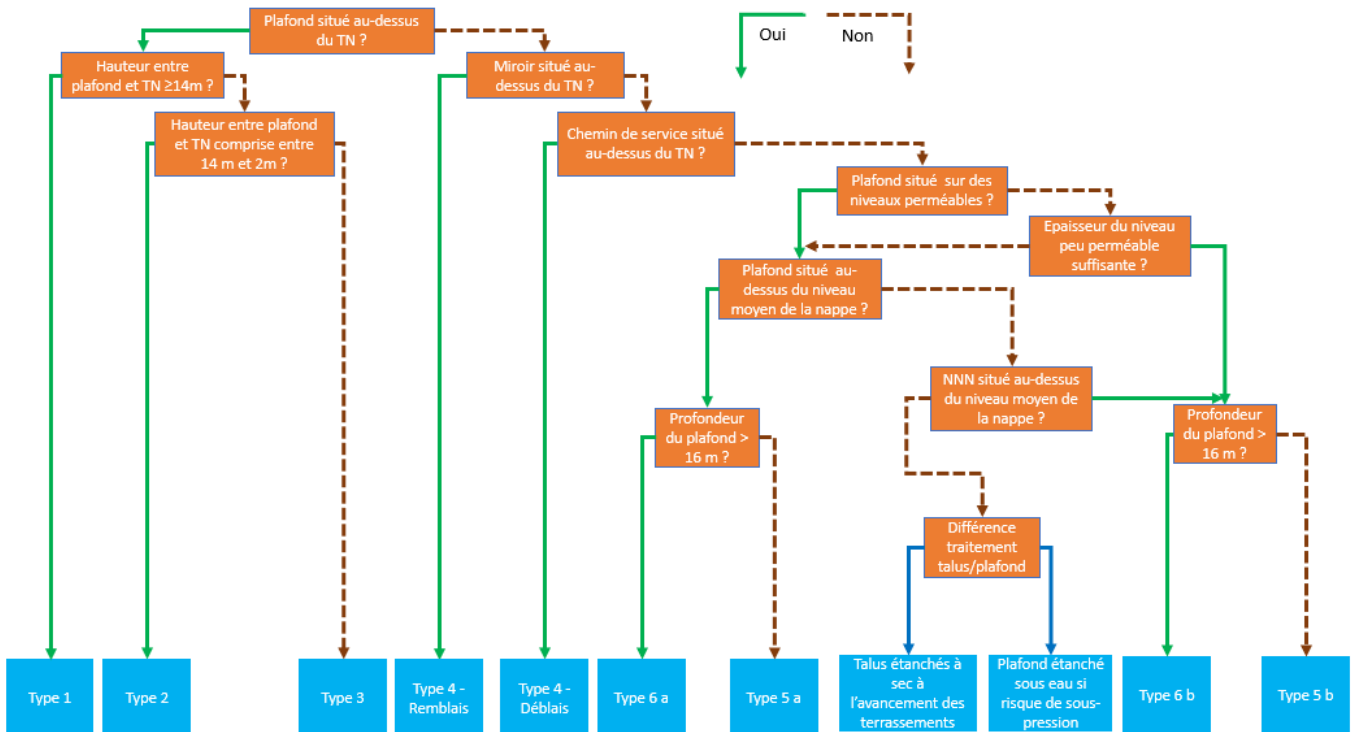 Plafond situé au-dessus
du TN ?
Oui
Non
Hauteur entre
plafond et TN ≥14m ?
Miroir situé au-
dessus du TN ?
Hauteur entre plafond
et TN comprise entre
14 m et 2m ?
Chemin de service situé
au-dessus du TN ?
Plafond situé sur des
niveaux perméables ?
Epaisseur du niveau
peu perméable
suffisante ?
Plafond situé au-
dessus du niveau
moyen de la nappe ?
NNN situé au-dessus
du niveau moyen de
la nappe ?
Profondeur
du plafond >
16 m ?
Profondeur
du plafond >
16 m ?
Différence
traitement
talus/plafond
Type 1
Type 2
Type 3
Type 4 -
Remblais
Type 4 -
Déblais
Type 6 a
Type 5 a
Talus étanchés à
sec à
l'avancement des
terrassements
Plafond étanché
sous eau si
risque de sous-
pression
Type 6 b
Type 5 b